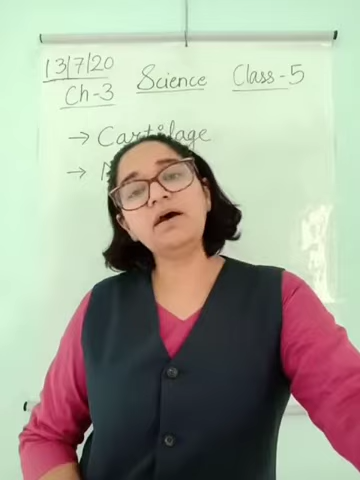 13/7/20
Science Class-5
Ch-3
→ Cartilage
→